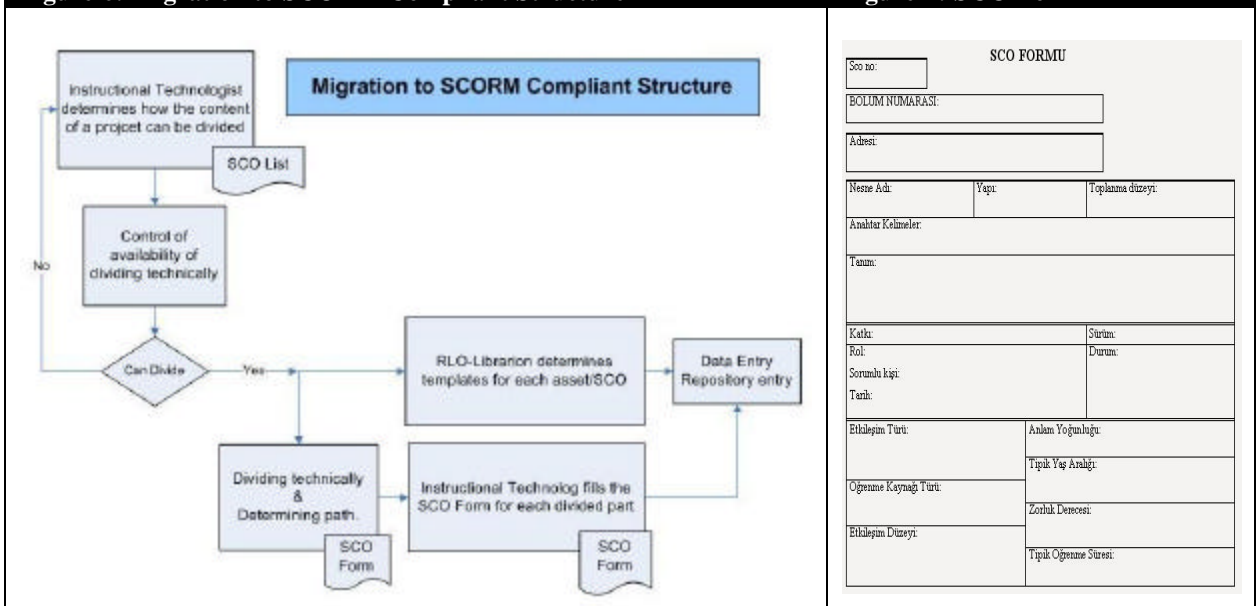 Migration to SCORM Compliant Structure
Instructional Technologist
determines how the content
of a projcet can be divided
SCO List
Control of
availability of
dividing technically
No
Can Divide
Yes
RLO-Librarion determines
templates for each asset/SCO
Data Entry
Repository entry
Dividing technically
&
Determining path.
SCO
Form
Instructional Technolog fills the
SCO Form for each divided part
SCO
Form
SCO FORMU
Sco no:
BOLUM NUMARASI:
Adresi:
Nesne Adı:
Yapı:
Toplanma düzeyi:
Anahtar Kelimeler:
Tanım:
Katkı:
Sürüm:
Rol:
Durum:
Sorumlu kişi:
Tarih:
Etkileşim Türü:
Anlam Yoğunluğu:
Tipik Yaş Aralığı:
Öğrenme Kaynağı Türü:
Zorluk Derecesi:
Etkileşim Düzeyi:
Tipik Öğrenme Süresi: